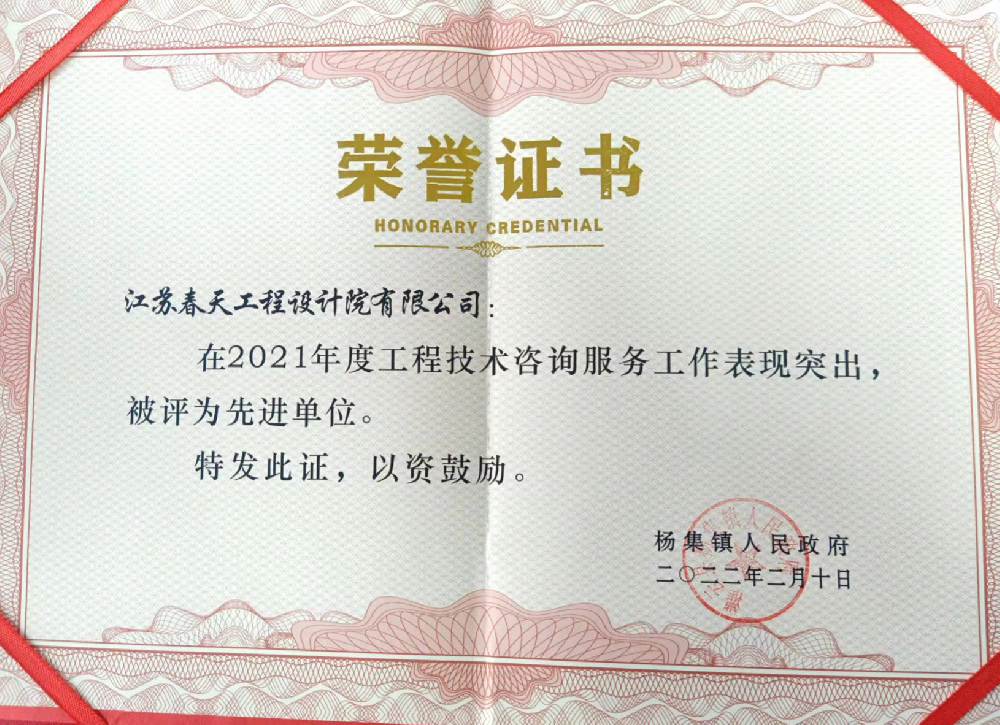 荣誉证书
HONORARY CREDENTIAL
江苏春天工程设计院有限公司：
在2021年度工程技术咨询服务工作表现突出，
被评为先进单位。
特发此证，以资鼓励。
杨集镇人民政府
二〇二二年二月十日